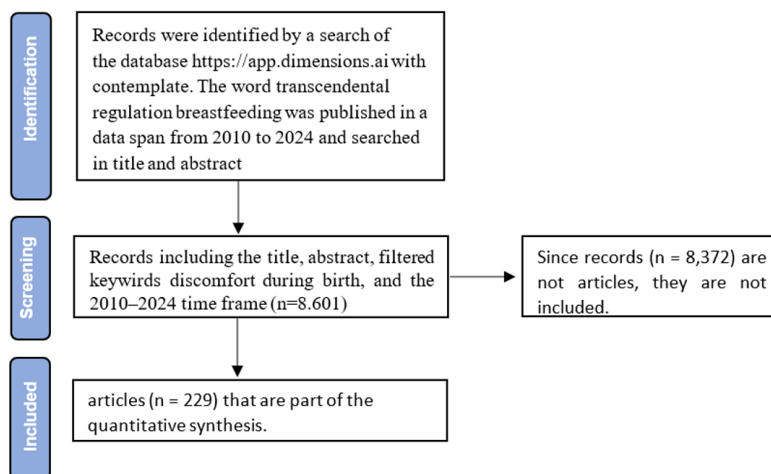 Identification
Records were identified by a search of
the database https://app.dimensions.ai with
contemplate. The word transcendental
regulation breastfeeding was published in a
data span from 2010 to 2024 and searched
in title and abstract
Screening
Records including the title, abstract, filtered
keywirds discomfort during birth, and the
2010–2024 time frame (n=8.601)
Since records (n = 8,372) are
not articles, they are not
included.
Included
articles (n = 229) that are part of the
quantitative synthesis.